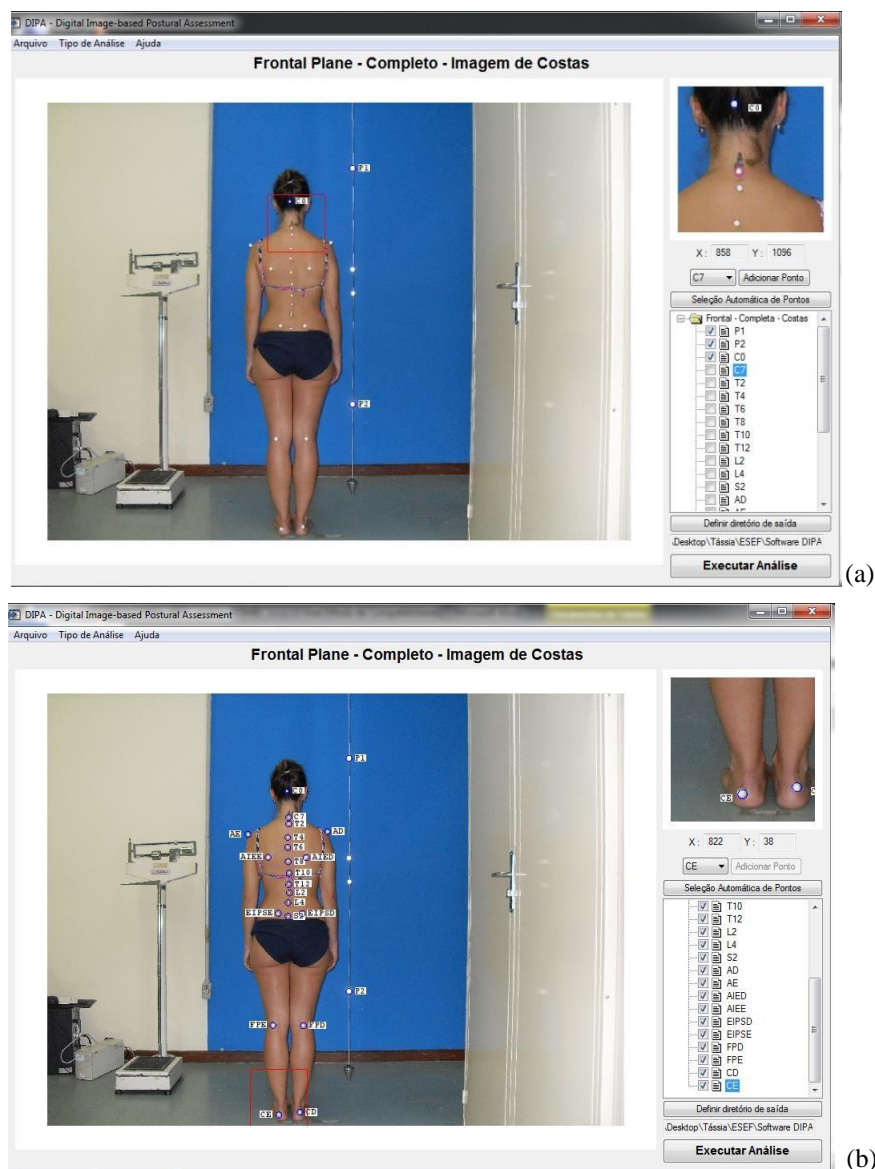 DIPA - Digital Image-based Postural Assessment
Arquivo Tipo de Análise Ajuda
Frontal Plane - Completo - Imagem de Costas
P1
C0
P2
C0
X: 858 Y: 1096
C7 Adicionar Ponto
Seleção Automática de Pontos
Frontal - Completa - Costas
P1
P2
C0
C7
T2
T4
T6
T8
T10
T12
L2
L4
S2
AD
AE
Definir diretório de saída
.Desktop\Tássia\ESEF\Software DIPA
Executar Análise
(a)
DIPA - Digital Image-based Postural Assessment
Arquivo Tipo de Análise Ajuda
Frontal Plane - Completo - Imagem de Costas
P1
C0
C7
T2
AE AD
T4
T6
AIEE T8 AIED
T10
T12
L2
L4
EIPSE S2 EIPSD
P2
FPE FPD
CE CD
CE
X: 822 Y: 38
CE Adicionar Ponto
Seleção Automática de Pontos
T10
T12
L2
L4
S2
AD
AE
AIED
AIEE
EIPSD
EIPSE
FPD
FPE
CD
CE
Definir diretório de saída
.Desktop\Tássia\ESEF\Software DIPA
Executar Análise
(b)